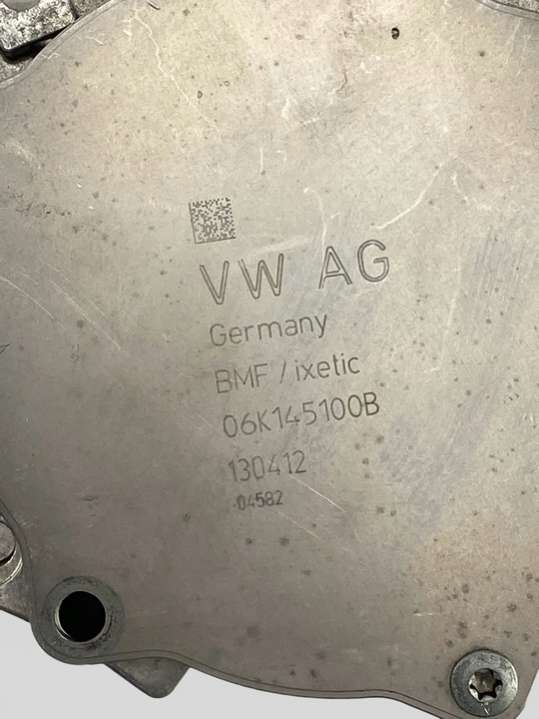 VW AG
Germany
BMF / ixetic
06K145100B
130412
04582